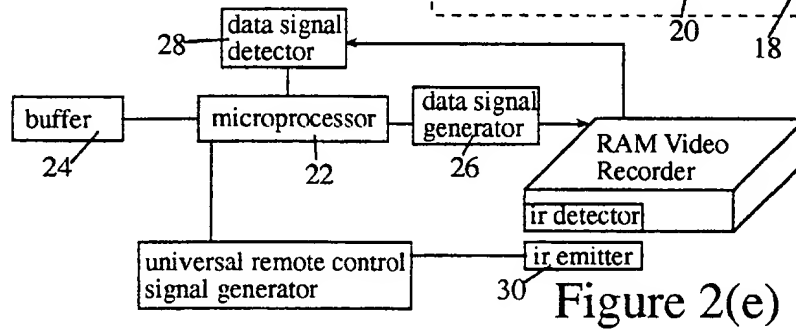 20
18
28
data signal
detector
buffer
24
microprocessor
22
data signal
generator
26
RAM Video
Recorder
ir detector
universal remote control
signal generator
ir emitter
30
Figure 2(e)